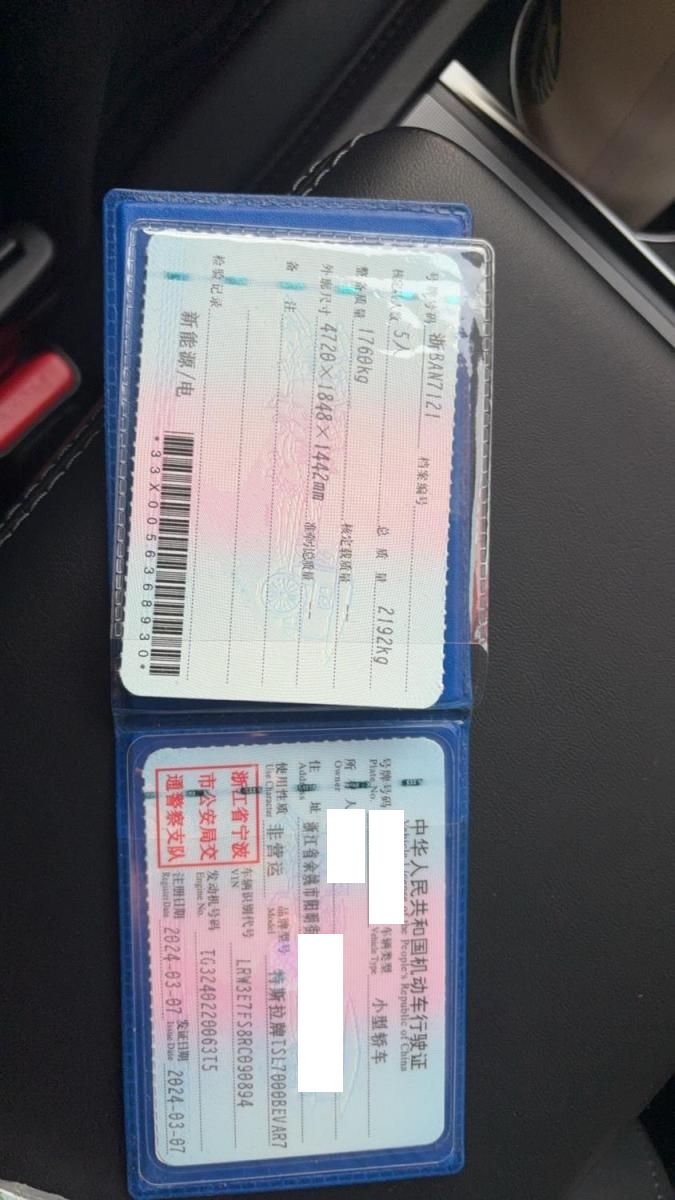 号牌号码 浙BAN7121 档案编号
核定载人数 5人 总质量 2192kg
整备质量 1760kg 核定载质量 --
外廓尺寸 4720×1848×1442mm 准牵引总质量 --
备注
检验记录
新能源/电
*33X0056368930*
中华人民共和国机动车行驶证
Vehicle License of the People's Republic of China
号牌号码 车辆类型 小型轿车
Plate No. Vehicle Type
所有人
Owner
住址 浙江省余姚市阳明街
Address
使用性质 非营运 品牌型号 特斯拉牌TSL7000BEVAR7
Use Character Model
浙江省宁波
市公安局交
通警察支队
车辆识别代号 LRW3E7FS8RC090894
VIN
发动机号码 TG3240220063T5
Engine No.
注册日期 2024-03-07 发证日期 2024-03-07
Register Date Issue Date